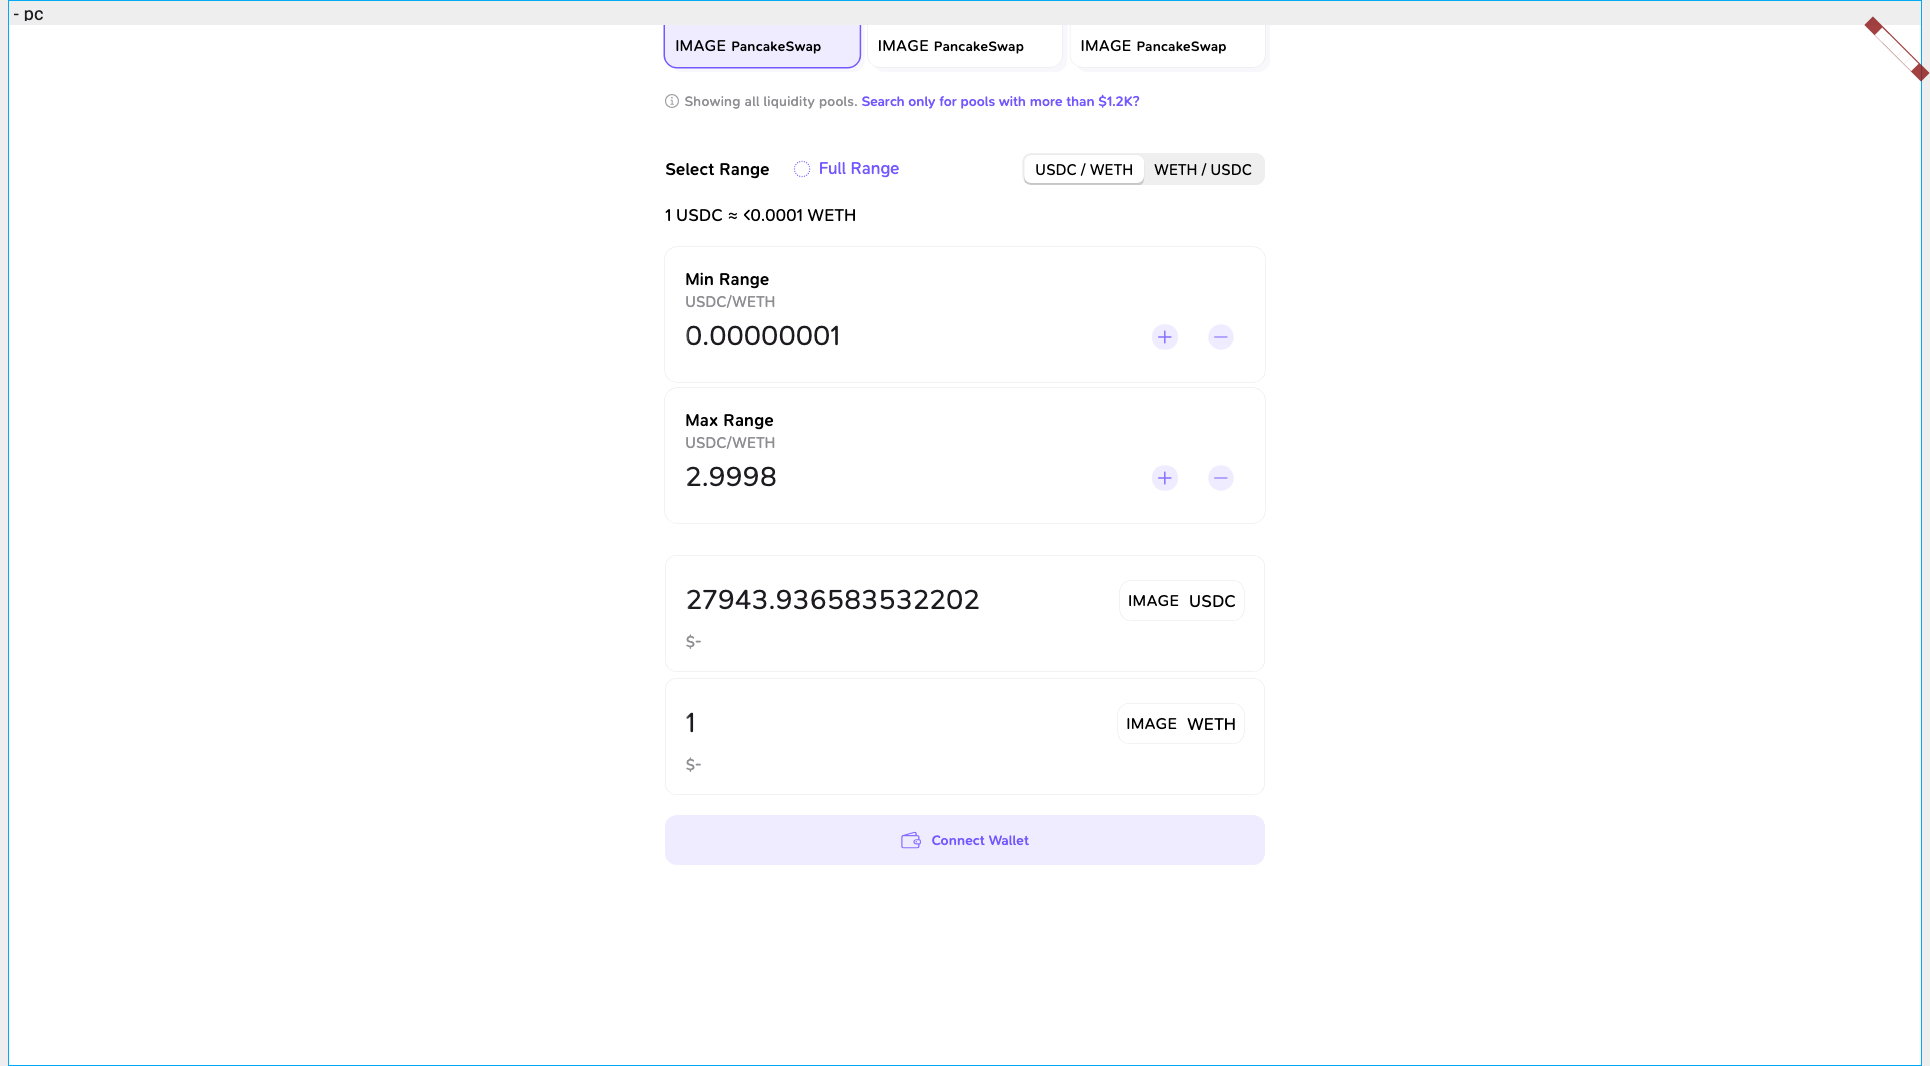 - pc
IMAGE PancakeSwap IMAGE PancakeSwap IMAGE PancakeSwap
Showing all liquidity pools. Search only for pools with more than $1.2K?
Select Range Full Range USDC / WETH WETH / USDC
1 USDC ≈ <0.0001 WETH
Min Range
USDC/WETH
0.00000001
Max Range
USDC/WETH
2.9998
27943.936583532202 IMAGE USDC
$-
1 IMAGE WETH
$-
Connect Wallet